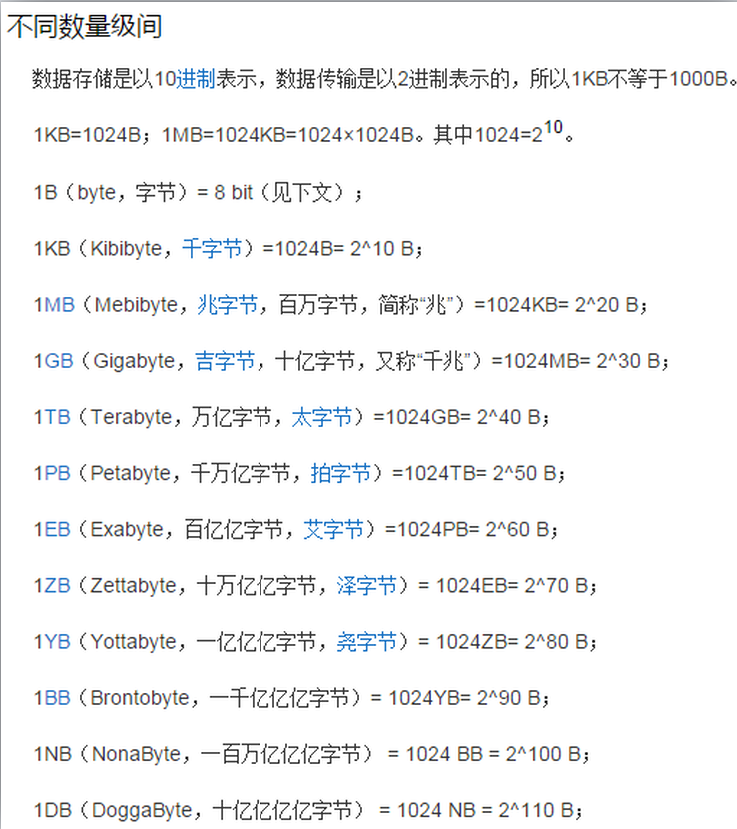 不同数量级间
数据存储是以10进制表示，数据传输是以2进制表示的，所以1KB不等于1000B。
1KB=1024B；1MB=1024KB=1024×1024B。其中1024=2^10。
1B（byte，字节）= 8 bit（见下文）；
1KB（Kibibyte，千字节）=1024B= 2^10 B；
1MB（Mebibyte，兆字节，百万字节，简称“兆”）=1024KB= 2^20 B；
1GB（Gigabyte，吉字节，十亿字节，又称“千兆”）=1024MB= 2^30 B；
1TB（Terabyte，万亿字节，太字节）=1024GB= 2^40 B；
1PB（Petabyte，千万亿字节，拍字节）=1024TB= 2^50 B；
1EB（Exabyte，百亿亿字节，艾字节）=1024PB= 2^60 B；
1ZB（Zettabyte，十万亿亿字节，泽字节）= 1024EB= 2^70 B；
1YB（Yottabyte，一亿亿亿字节，尧字节）= 1024ZB= 2^80 B；
1BB（Brontobyte，一千亿亿亿字节）= 1024YB= 2^90 B；
1NB（NonaByte，一百万亿亿亿字节） = 1024 BB = 2^100 B；
1DB（DoggaByte，十亿亿亿亿字节） = 1024 NB = 2^110 B；